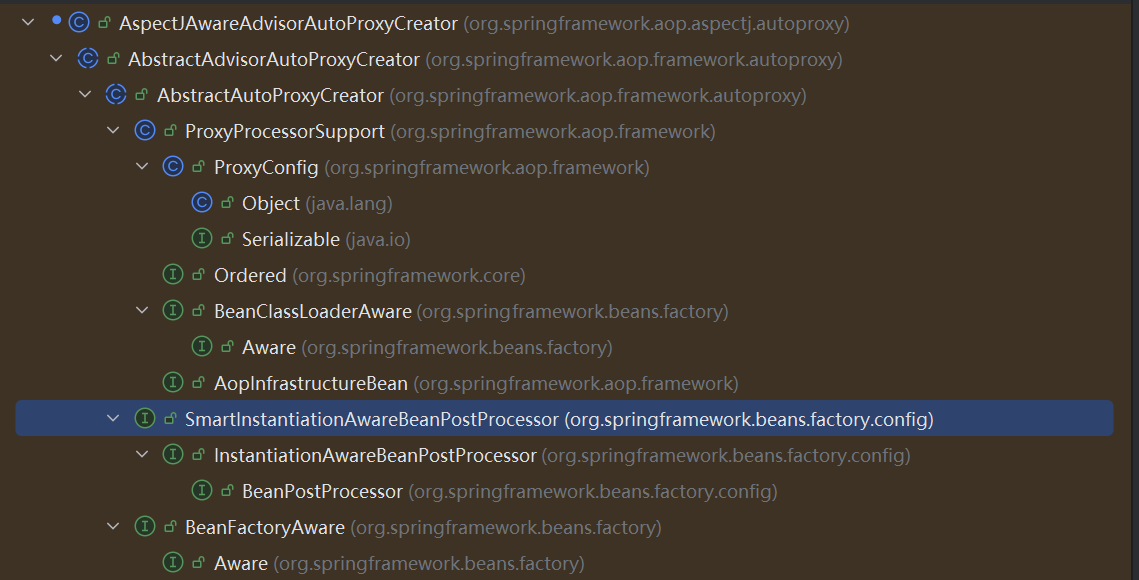 AspectJAwareAdvisorAutoProxyCreator (org.springframework.aop.aspectj.autoproxy)
AbstractAdvisorAutoProxyCreator (org.springframework.aop.framework.autoproxy)
AbstractAutoProxyCreator (org.springframework.aop.framework.autoproxy)
ProxyProcessorSupport (org.springframework.aop.framework)
ProxyConfig (org.springframework.aop.framework)
Object (java.lang)
Serializable (java.io)
Ordered (org.springframework.core)
BeanClassLoaderAware (org.springframework.beans.factory)
Aware (org.springframework.beans.factory)
AopInfrastructureBean (org.springframework.aop.framework)
SmartInstantiationAwareBeanPostProcessor (org.springframework.beans.factory.config)
InstantiationAwareBeanPostProcessor (org.springframework.beans.factory.config)
BeanPostProcessor (org.springframework.beans.factory.config)
BeanFactoryAware (org.springframework.beans.factory)
Aware (org.springframework.beans.factory)